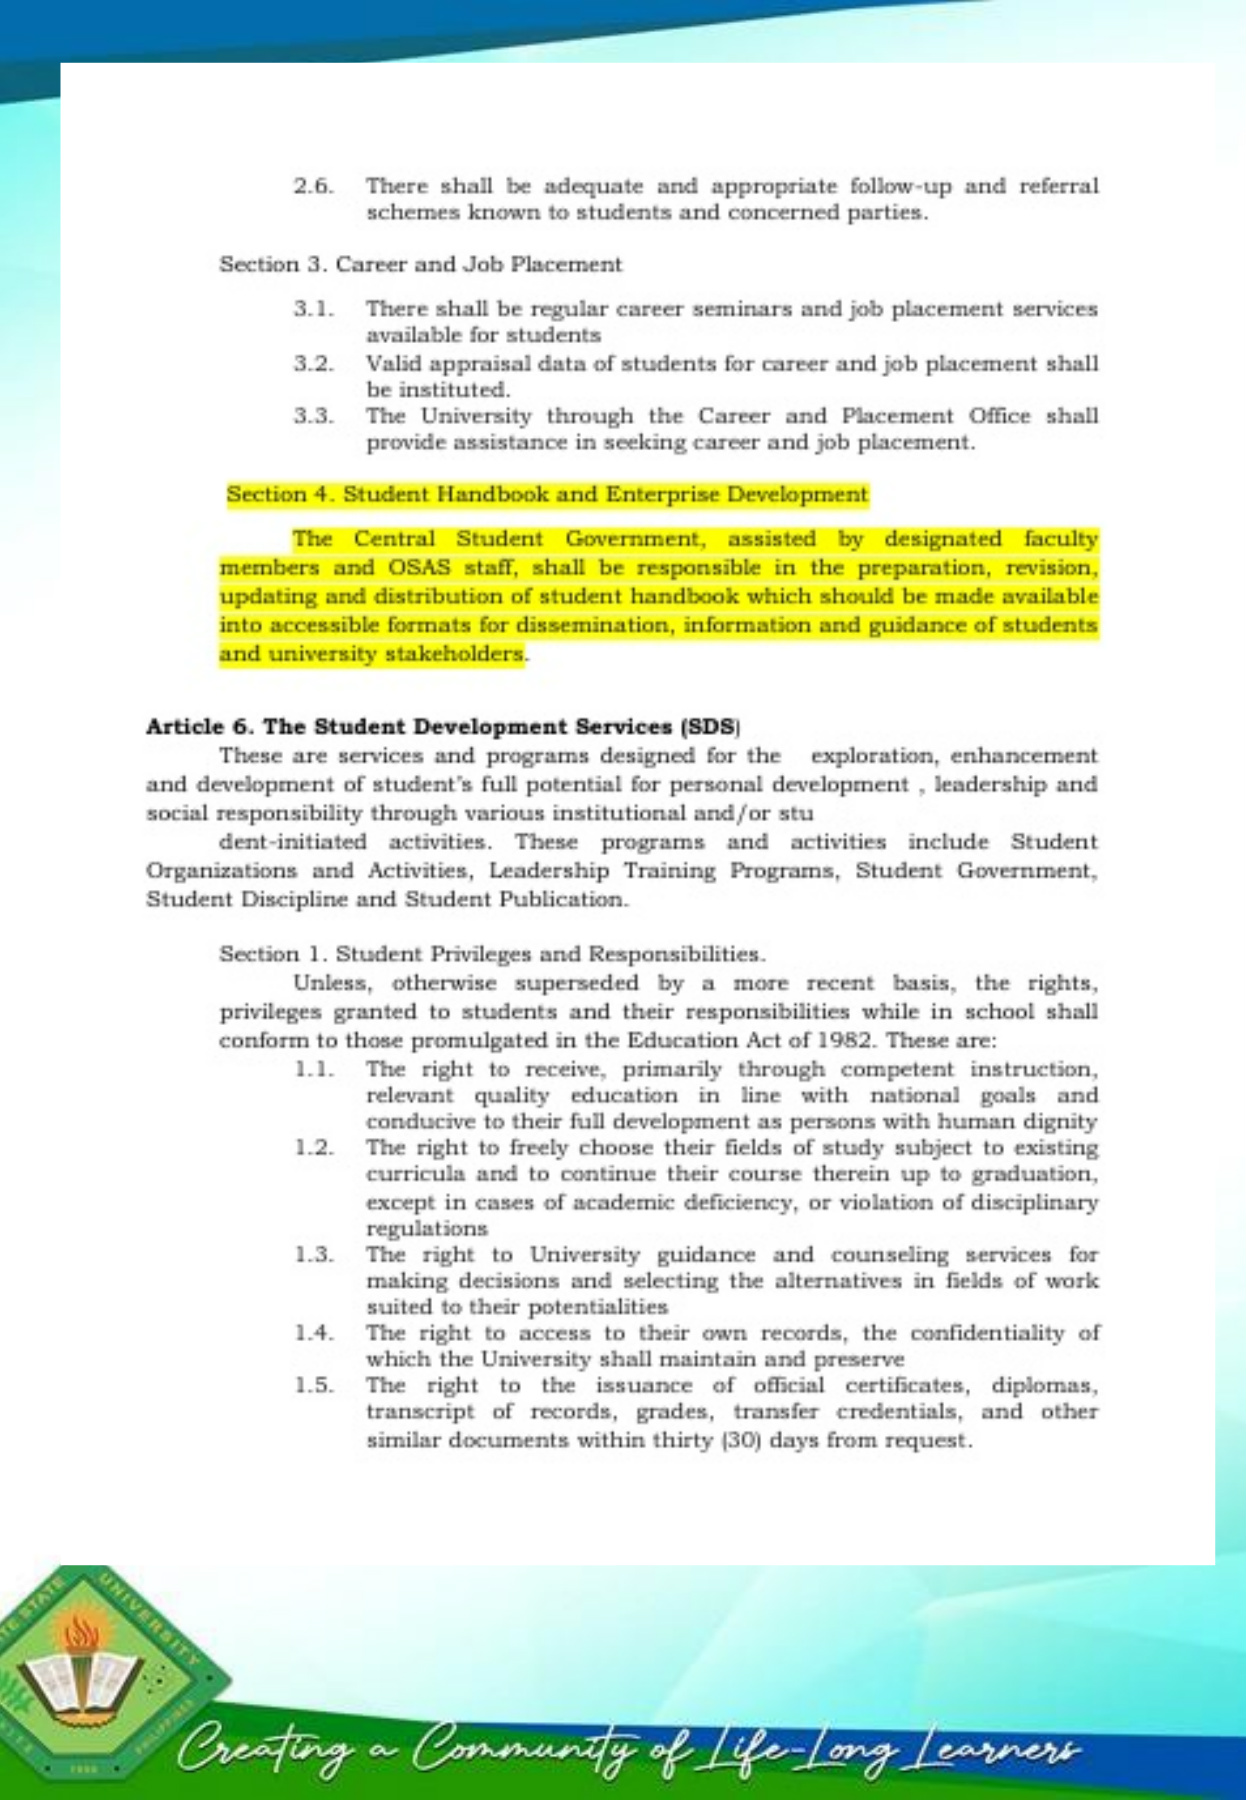 2.6. There shall be adequate and appropriate follow-up and referral
schemes known to students and concerned parties.
Section 3. Career and Job Placement
3.1. There shall be regular career seminars and job placement services
available for students
3.2. Valid appraisal data of students for career and job placement shall
be instituted.
3.3. The University through the Career and Placement Office shall
provide assistance in seeking career and job placement.
Section 4. Student Handbook and Enterprise Development
The Central Student Government, assisted by designated faculty
members and OSAS staff, shall be responsible in the preparation, revision,
updating and distribution of student handbook which should be made available
into accessible formats for dissemination, information and guidance of students
and university stakeholders.
Article 6. The Student Development Services (SDS)
These are services and programs designed for the exploration, enhancement
and development of student's full potential for personal development , leadership and
social responsibility through various institutional and/or stu
dent-initiated activities. These programs and activities include Student
Organizations and Activities, Leadership Training Programs, Student Government,
Student Discipline and Student Publication.
Section 1. Student Privileges and Responsibilities.
Unless, otherwise superseded by a more recent basis, the rights,
privileges granted to students and their responsibilities while in school shall
conform to those promulgated in the Education Act of 1982. These are:
1.1. The right to receive, primarily through competent instruction,
relevant quality education in line with national goals and
conducive to their full development as persons with human dignity
1.2. The right to freely choose their fields of study subject to existing
curricula and to continue their course therein up to graduation,
except in cases of academic deficiency, or violation of disciplinary
regulations
1.3. The right to University guidance and counseling services for
making decisions and selecting the alternatives in fields of work
suited to their potentialities
1.4. The right to access to their own records, the confidentiality of
which the University shall maintain and preserve
1.5. The right to the issuance of official certificates, diplomas,
transcript of records, grades, transfer credentials, and other
similar documents within thirty (30) days from request.
STATE UNIVERSITY
PHILIPPINES
Creating a Community of Life-Long Learners